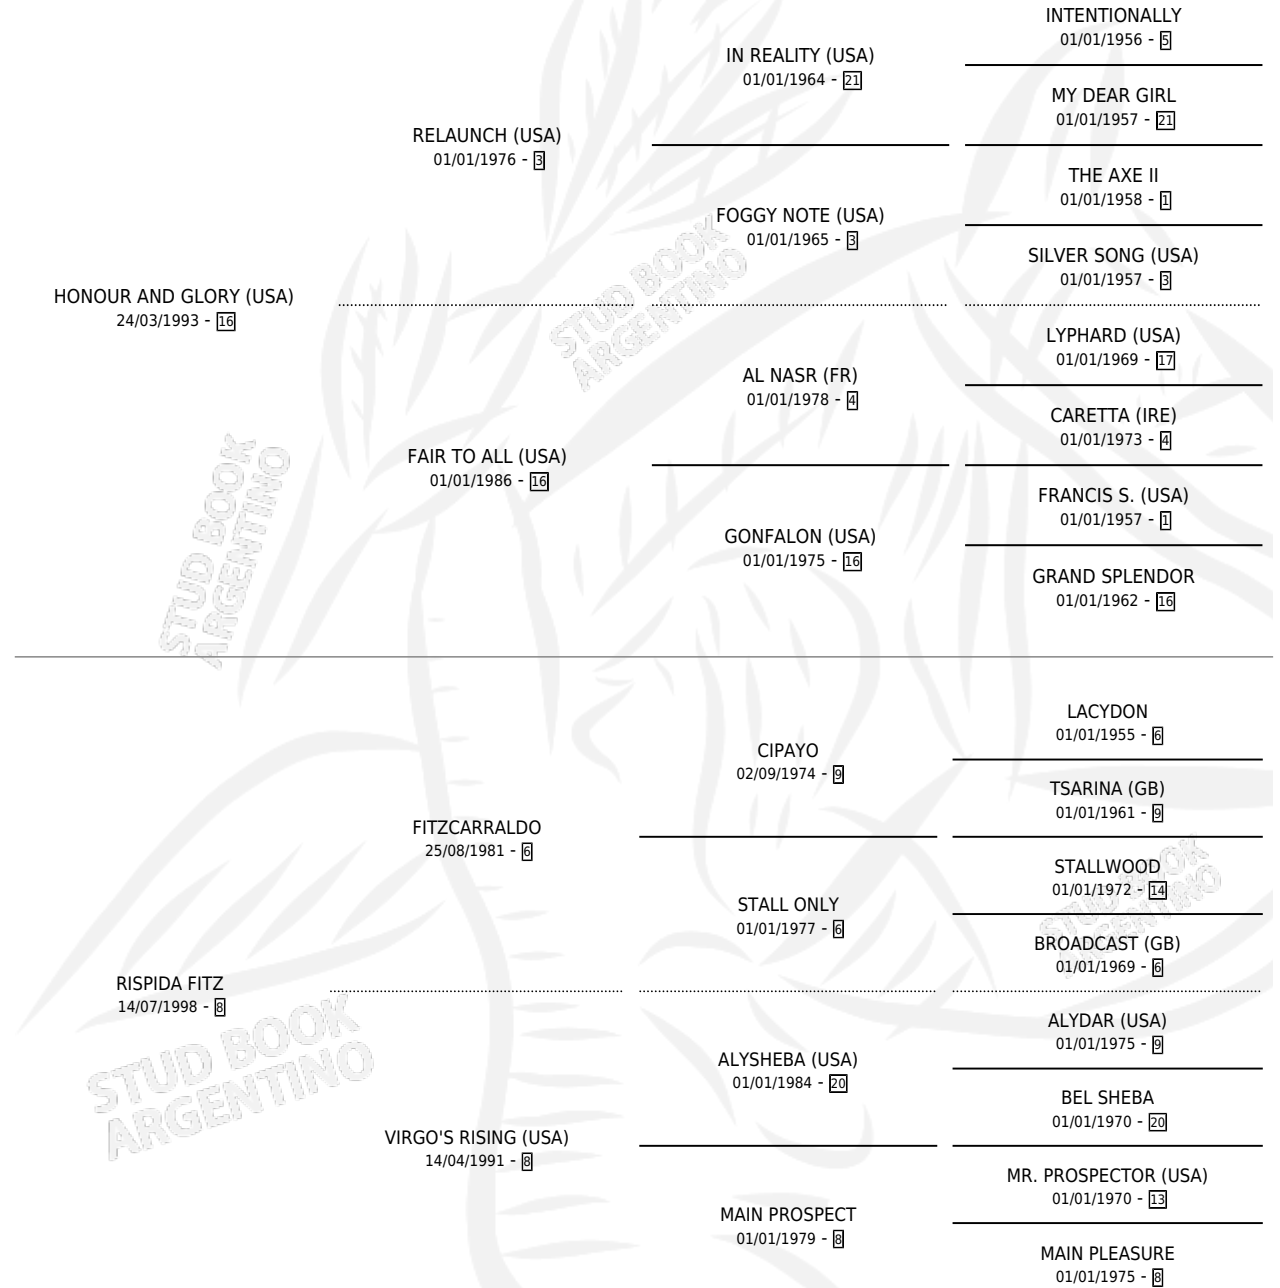 INTENTIONALLY
01/01/1956 - 5
IN REALITY (USA)
01/01/1964 - 21
MY DEAR GIRL
01/01/1957 - 21
RELAUNCH (USA)
01/01/1976 - 3
THE AXE II
01/01/1958 - 1
FOGGY NOTE (USA)
01/01/1965 - 3
SILVER SONG (USA)
01/01/1957 - 3
HONOUR AND GLORY (USA)
24/03/1993 - 16
LYPHARD (USA)
01/01/1969 - 17
AL NASR (FR)
01/01/1978 - 4
CARETTA (IRE)
01/01/1973 - 4
FAIR TO ALL (USA)
01/01/1986 - 16
FRANCIS S. (USA)
01/01/1957 - 1
GONFALON (USA)
01/01/1975 - 16
GRAND SPLENDOR
01/01/1962 - 16
LACYDON
01/01/1955 - 6
CIPAYO
02/09/1974 - 9
TSARINA (GB)
01/01/1961 - 9
FITZCARRALDO
25/08/1981 - 6
STALLWOOD
01/01/1972 - 14
STALL ONLY
01/01/1977 - 6
BROADCAST (GB)
01/01/1969 - 6
RISPIDA FITZ
14/07/1998 - 8
ALYDAR (USA)
01/01/1975 - 9
ALYSHEBA (USA)
01/01/1984 - 20
BEL SHEBA
01/01/1970 - 20
VIRGO'S RISING (USA)
14/04/1991 - 8
MR. PROSPECTOR (USA)
01/01/1970 - 13
MAIN PROSPECT
01/01/1979 - 8
MAIN PLEASURE
01/01/1975 - 8
STUD BOOK
ARGENTINO
STUD BOOK
ARGENTINO
STUD BOOK
ARGENTINO
STUD BOOK
ARGENTINO